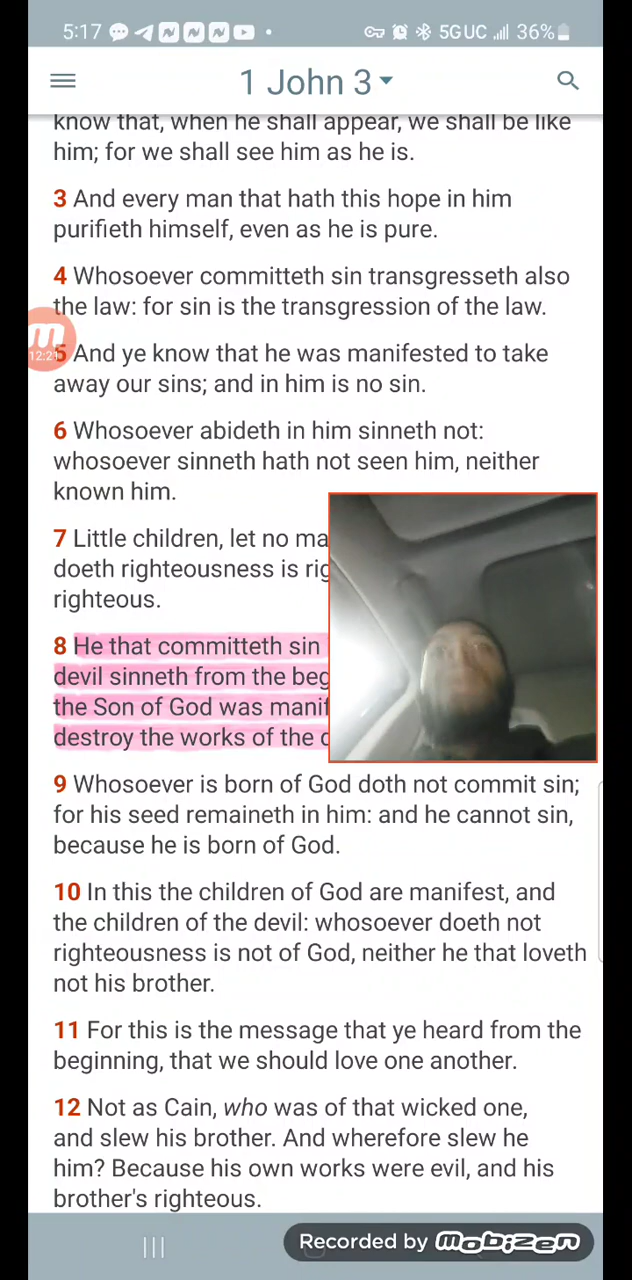 5:17 5GUC 36%
1 John 3
know that, when he shall appear, we shall be like
him; for we shall see him as he is.
3 And every man that hath this hope in him
purifieth himself, even as he is pure.
4 Whosoever committeth sin transgresseth also
the law: for sin is the transgression of the law.
m
12:21
5 And ye know that he was manifested to take
away our sins; and in him is no sin.
6 Whosoever abideth in him sinneth not:
whosoever sinneth hath not seen him, neither
known him.
7 Little children, let no ma
doeth righteousness is rig
righteous.
8 He that committeth sin
devil sinneth from the beg
the Son of God was manif
destroy the works of the
9 Whosoever is born of God doth not commit sin;
for his seed remaineth in him: and he cannot sin,
because he is born of God.
10 In this the children of God are manifest, and
the children of the devil: whosoever doeth not
righteousness is not of God, neither he that loveth
not his brother.
11 For this is the message that ye heard from the
beginning, that we should love one another.
12 Not as Cain, who was of that wicked one,
and slew his brother. And wherefore slew he
him? Because his own works were evil, and his
brother's righteous.
Recorded by mobizen